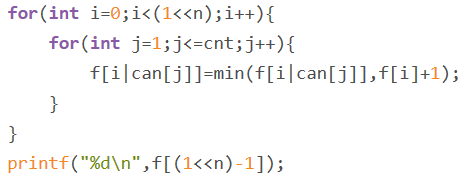 for(int i=0;i<(1<<n);i++){
    for(int j=1;j<=cnt;j++){
        f[i|can[j]]=min(f[i|can[j]],f[i]+1);
    }
}
printf("%d\n",f[(1<<n)-1]);